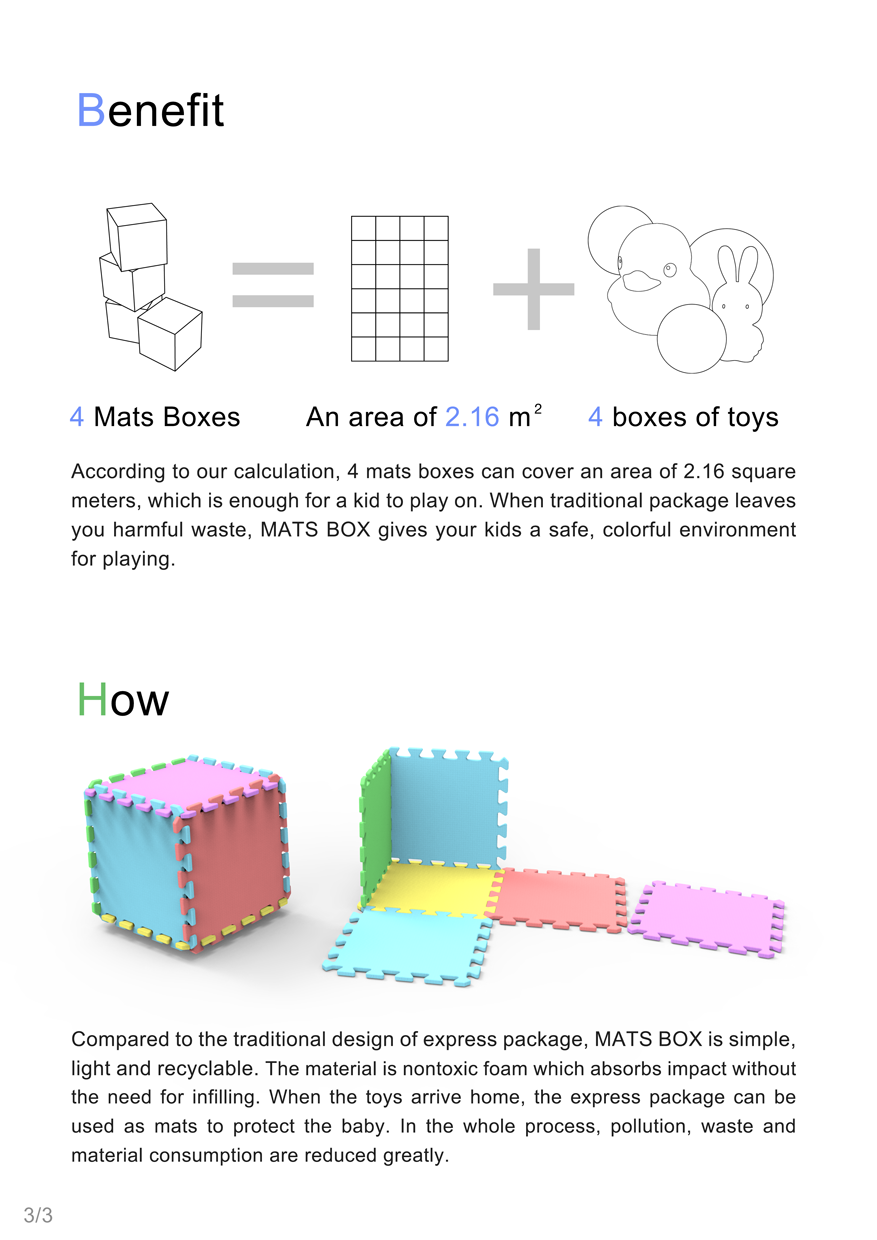 Benefit
4 Mats Boxes
An area of 2.16 m²
4 boxes of toys
According to our calculation, 4 mats boxes can cover an area of 2.16 square
meters, which is enough for a kid to play on. When traditional package leaves
you harmful waste, MATS BOX gives your kids a safe, colorful environment
for playing.
How
Compared to the traditional design of express package, MATS BOX is simple,
light and recyclable. The material is nontoxic foam which absorbs impact without
the need for infilling. When the toys arrive home, the express package can be
used as mats to protect the baby. In the whole process, pollution, waste and
material consumption are reduced greatly.
3/3